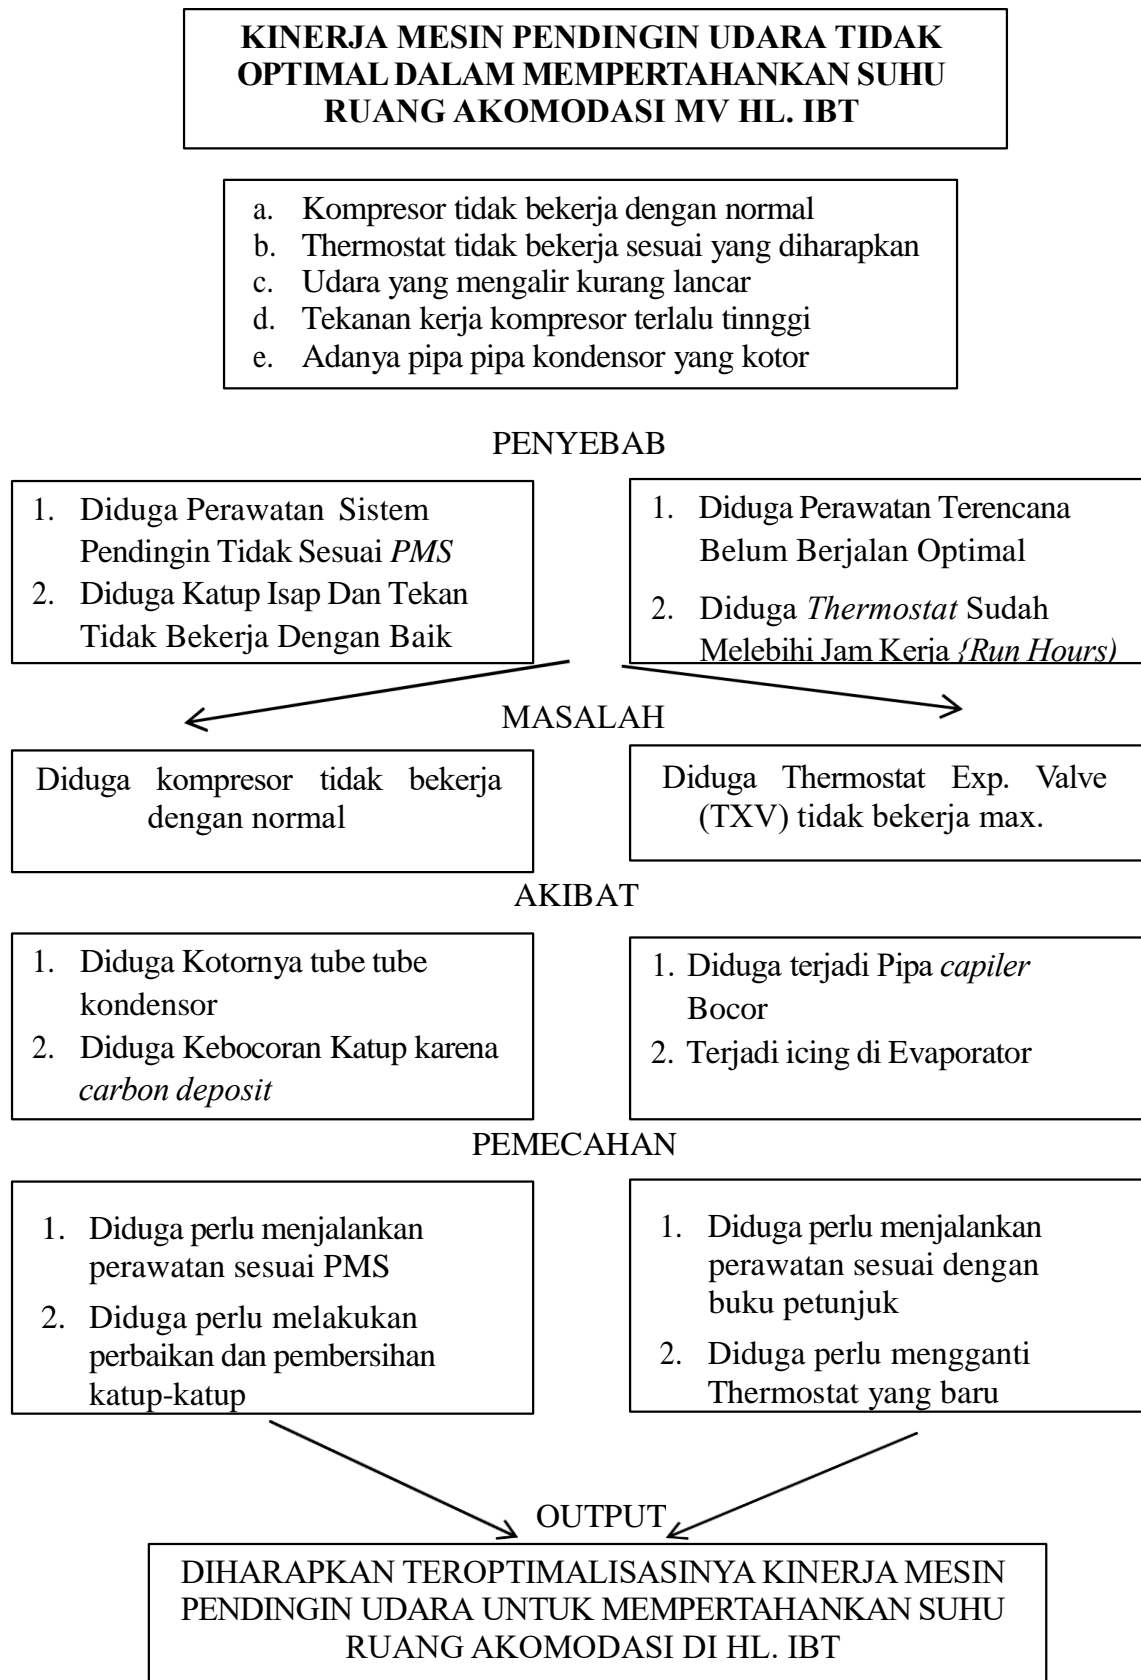 KINERJA MESIN PENDINGIN UDARA TIDAK
OPTIMAL DALAM MEMPERTAHANKAN SUHU
RUANG AKOMODASI MV HL. IBT
a. Kompresor tidak bekerja dengan normal
b. Thermostat tidak bekerja sesuai yang diharapkan
c. Udara yang mengalir kurang lancar
d. Tekanan kerja kompresor terlalu tinnggi
e. Adanya pipa pipa kondensor yang kotor
PENYEBAB
1. Diduga Perawatan Sistem
Pendingin Tidak Sesuai PMS
2. Diduga Katup Isap Dan Tekan
Tidak Bekerja Dengan Baik
1. Diduga Perawatan Terencana
Belum Berjalan Optimal
2. Diduga Thermostat Sudah
Melebihi Jam Kerja {Run Hours)
MASALAH
Diduga kompresor tidak bekerja
dengan normal
Diduga Thermostat Exp. Valve
(TXV) tidak bekerja max.
AKIBAT
1. Diduga Kotornya tube tube
kondensor
2. Diduga Kebocoran Katup karena
carbon deposit
1. Diduga terjadi Pipa capiler
Bocor
2. Terjadi icing di Evaporator
PEMECAHAN
1. Diduga perlu menjalankan
perawatan sesuai PMS
2. Diduga perlu melakukan
perbaikan dan pembersihan
katup-katup
1. Diduga perlu menjalankan
perawatan sesuai dengan
buku petunjuk
2. Diduga perlu mengganti
Thermostat yang baru
OUTPUT
DIHARAPKAN TEROPTIMALISASINYA KINERJA MESIN
PENDINGIN UDARA UNTUK MEMPERTAHANKAN SUHU
RUANG AKOMODASI DI HL. IBT